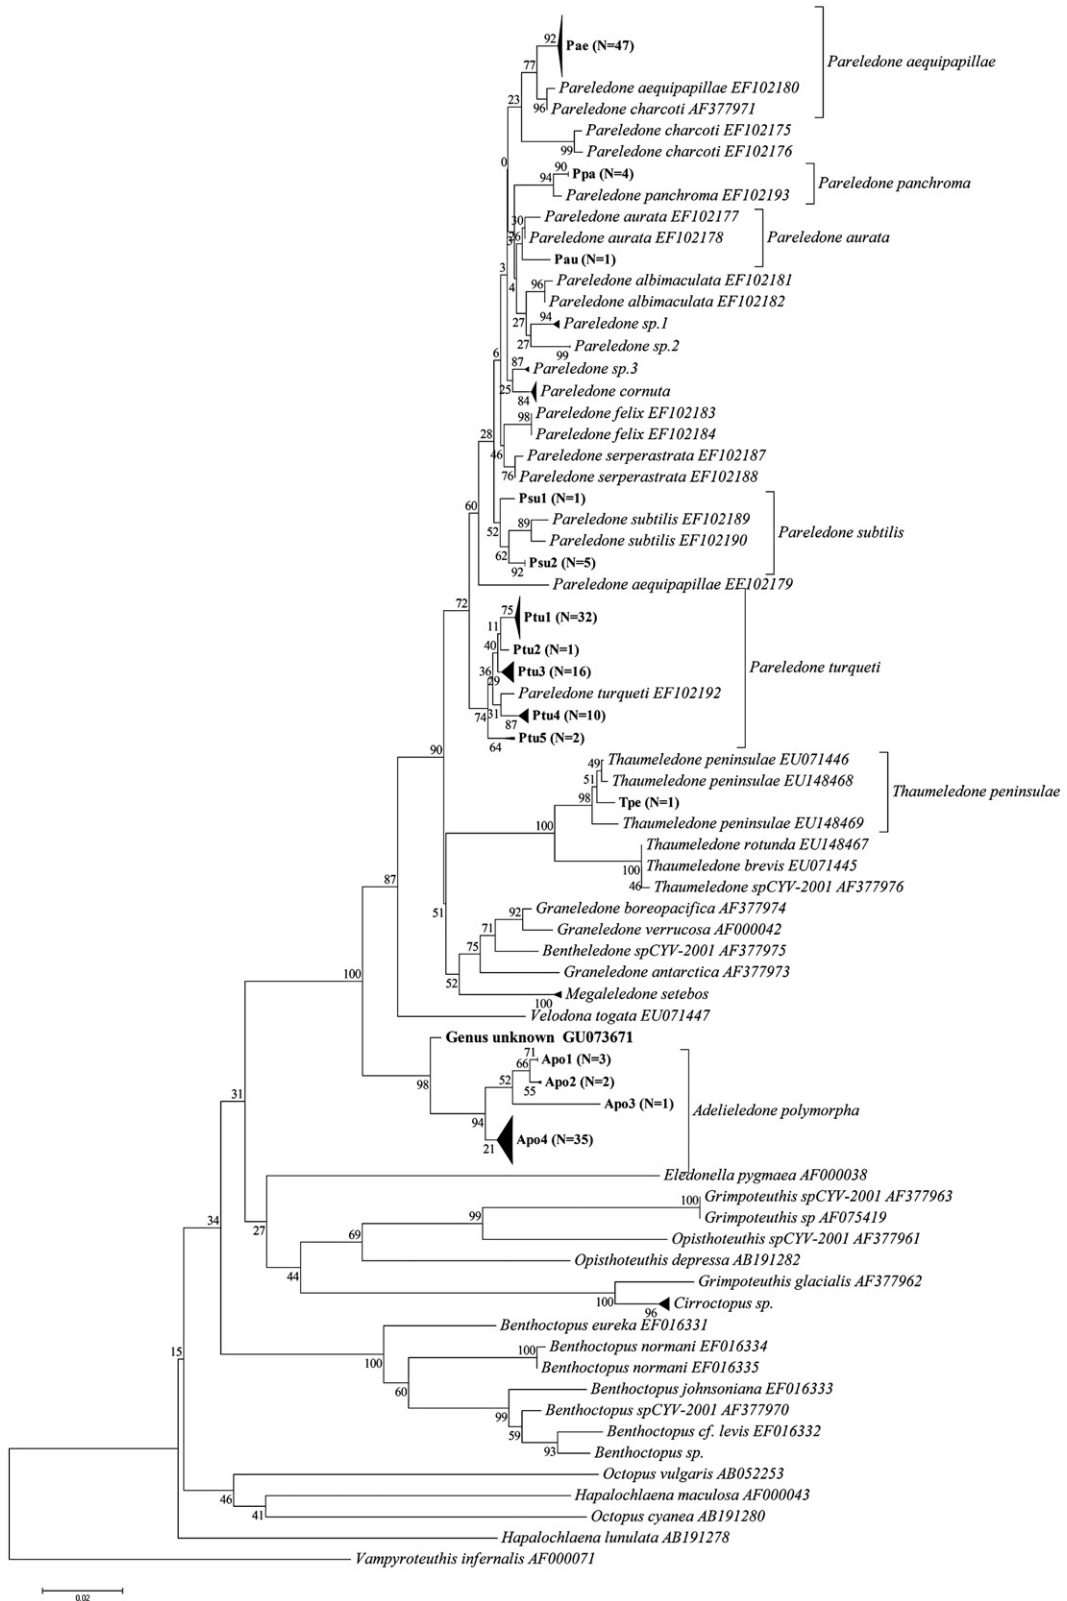 92
Pae (N=47)
Pareledone aequipapillae
77
Pareledone aequipapillae EF102180
23
96
Pareledone charcoti AF377971
Pareledone charcoti EF102175
99
Pareledone charcoti EF102176
0
90
Ppa (N=4)
94
Pareledone panchroma
Pareledone panchroma EF102193
30
Pareledone aurata EF102177
Pareledone aurata EF102178
Pareledone aurata
Pau (N=1)
3
4
96
Pareledone albimaculata EF102181
Pareledone albimaculata EF102182
27
94
Pareledone sp.1
27
Pareledone sp.2
99
6
87
Pareledone sp.3
25
Pareledone cornuta
84
98
Pareledone felix EF102183
Pareledone felix EF102184
28
46
Pareledone serperastrata EF102187
76
Pareledone serperastrata EF102188
Psu1 (N=1)
60
52
89
Pareledone subtilis EF102189
Pareledone subtilis
62
Pareledone subtilis EF102190
Psu2 (N=5)
92
Pareledone aequipapillae EF102179
72
75
Ptu1 (N=32)
11
40
Ptu2 (N=1)
36
29
Ptu3 (N=16)
Pareledone turqueti
Pareledone turqueti EF102192
74
31
Ptu4 (N=10)
87
Ptu5 (N=2)
64
90
49
Thaumeledone peninsulae EU071446
51
Thaumeledone peninsulae EU148468
Thaumeledone peninsulae
98
Tpe (N=1)
100
Thaumeledone peninsulae EU148469
Thaumeledone rotunda EU148467
100
Thaumeledone brevis EU071445
46
Thaumeledone spCYV-2001 AF377976
87
51
92
Graneledone boreopacifica AF377974
71
Graneledone verrucosa AF000042
75
Bentheledone spCYV-2001 AF377975
Graneledone antarctica AF377973
52
Megaleledone setebos
100
100
Velodona togata EU071447
Genus unknown GU073671
98
71
Apo1 (N=3)
66
52
Apo2 (N=2)
55
Apo3 (N=1)
Adelieledone polymorpha
94
Apo4 (N=35)
21
31
Eledonella pygmaea AF000038
100
Grimpoteuthis spCYV-2001 AF377963
Grimpoteuthis sp AF075419
34
27
99
69
Opisthoteuthis spCYV-2001 AF377961
Opisthoteuthis depressa AB191282
44
Grimpoteuthis glacialis AF377962
100
Cirroctopus sp.
96
Benthoctopus eureka EF016331
15
100
100
Benthoctopus normani EF016334
Benthoctopus normani EF016335
60
Benthoctopus johnsoniana EF016333
99
Benthoctopus spCYV-2001 AF377970
59
Benthoctopus cf. levis EF016332
93
Benthoctopus sp.
Octopus vulgaris AB052253
46
Hapalochlaena maculosa AF000043
41
Octopus cyanea AB191280
Hapalochlaena lunulata AB191278
Vampyroteuthis infernalis AF000071
0.02